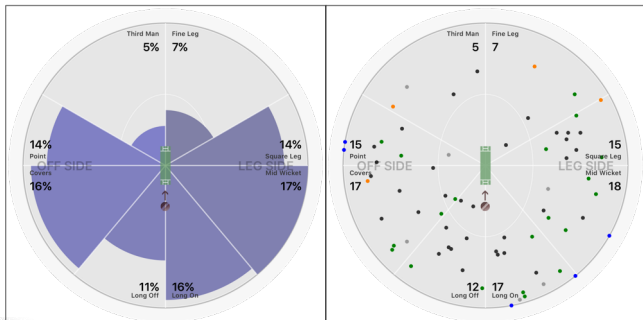 Third Man Fine Leg
5% 7%
14% 14%
Point Square Leg
OFF SIDE LEG SIDE
Covers Mid Wicket
16% 17%
11% 16%
Long Off Long On
Third Man Fine Leg
5 7
15 15
Point Square Leg
OFF SIDE LEG SIDE
Covers Mid Wicket
17 18
12 17
Long Off Long On